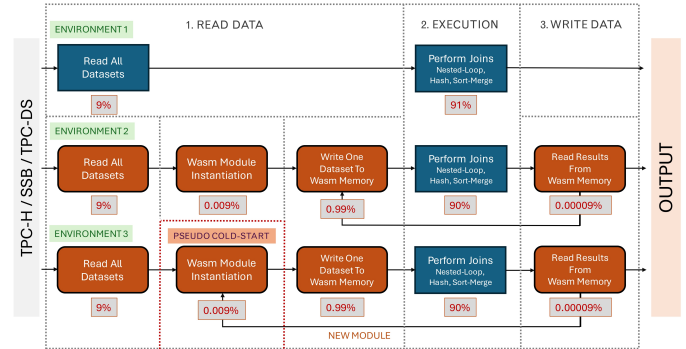 1. READ DATA
2. EXECUTION
3. WRITE DATA
TPC-H / SSB / TPC-DS
OUTPUT
ENVIRONMENT 1
Read All
Datasets
9%
Perform Joins
Nested-Loop,
Hash, Sort-Merge
91%
ENVIRONMENT 2
Read All
Datasets
9%
Wasm Module
Instantiation
0.009%
Write One
Dataset To
Wasm Memory
0.99%
Perform Joins
Nested-Loop,
Hash, Sort-Merge
90%
Read Results
From
Wasm Memory
0.00009%
ENVIRONMENT 3
PSEUDO COLD-START
Read All
Datasets
9%
Wasm Module
Instantiation
0.009%
Write One
Dataset To
Wasm Memory
0.99%
Perform Joins
Nested-Loop,
Hash, Sort-Merge
90%
Read Results
From
Wasm Memory
0.00009%
NEW MODULE